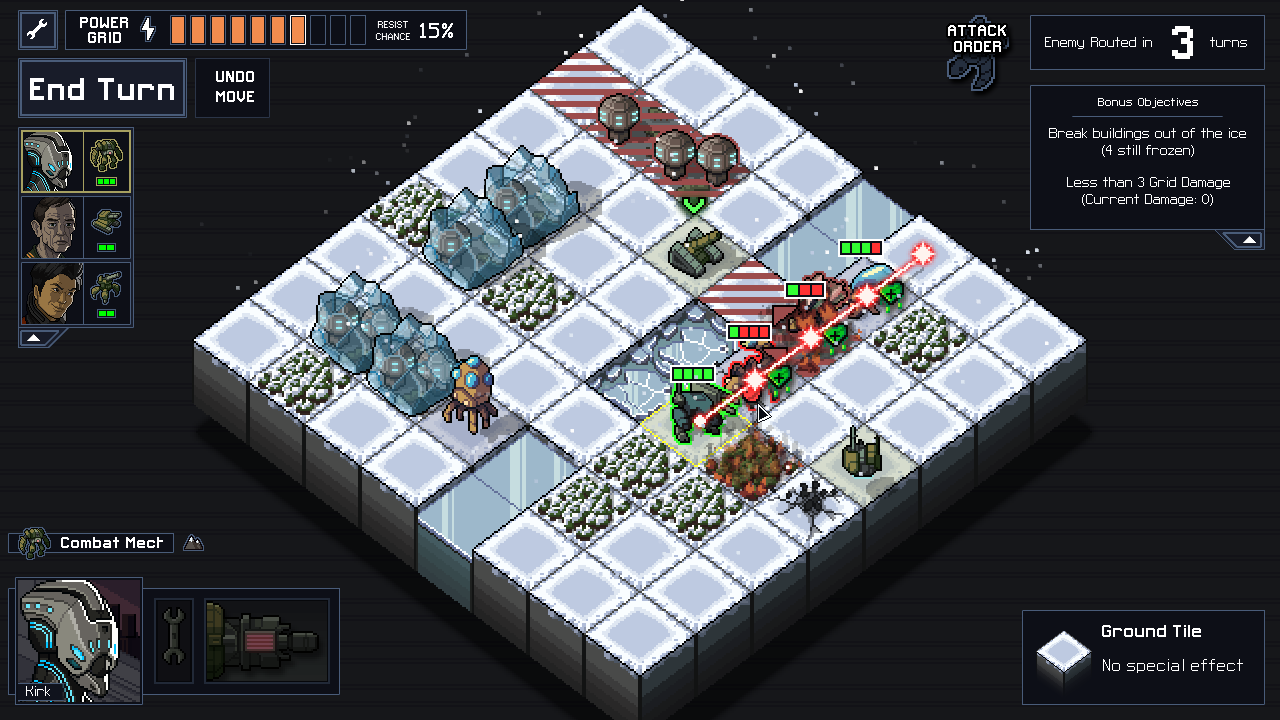 POWER GRID
RESIST CHANCE 15%
End Turn
UNDO MOVE
ATTACK ORDER
Enemy Routed in 3 turns
Bonus Objectives
Break buildings out of the ice
(4 still frozen)
Less than 3 Grid Damage
(Current Damage: 0)
Combat Mech
Kirk
Ground Tile
No special effect